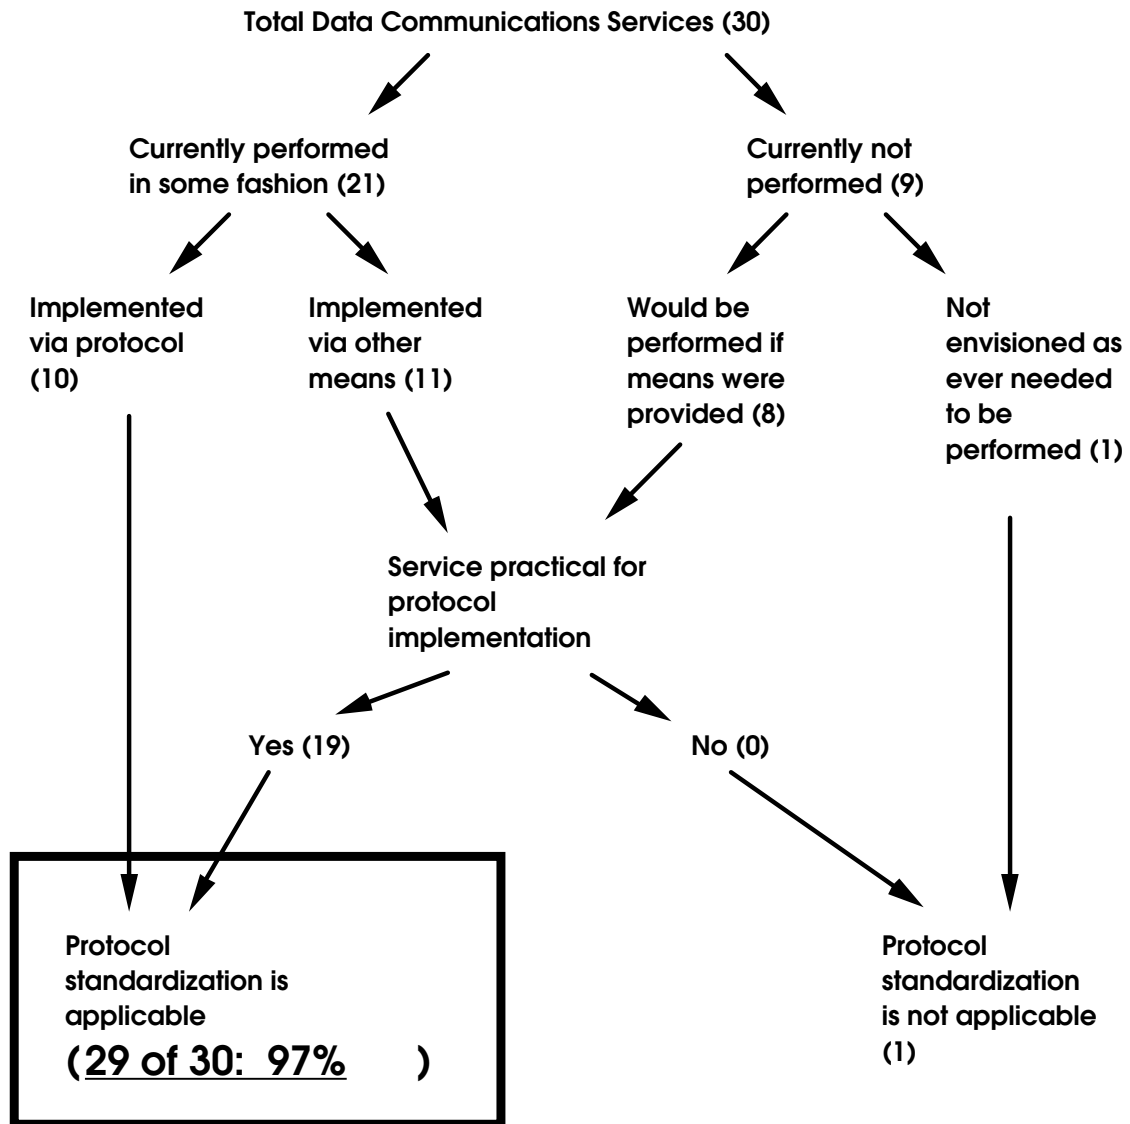 Total Data Communications Services (30)
Currently performed
in some fashion (21)
Currently not
performed (9)
Implemented
via protocol
(10)
Implemented
via other
means (11)
Would be
performed if
means were
provided (8)
Not
envisioned as
ever needed
to be
performed (1)
Service practical for
protocol
implementation
Yes (19)
No (0)
Protocol
standardization is
applicable
(29 of 30:  97%     )
Protocol
standardization
is not applicable
(1)